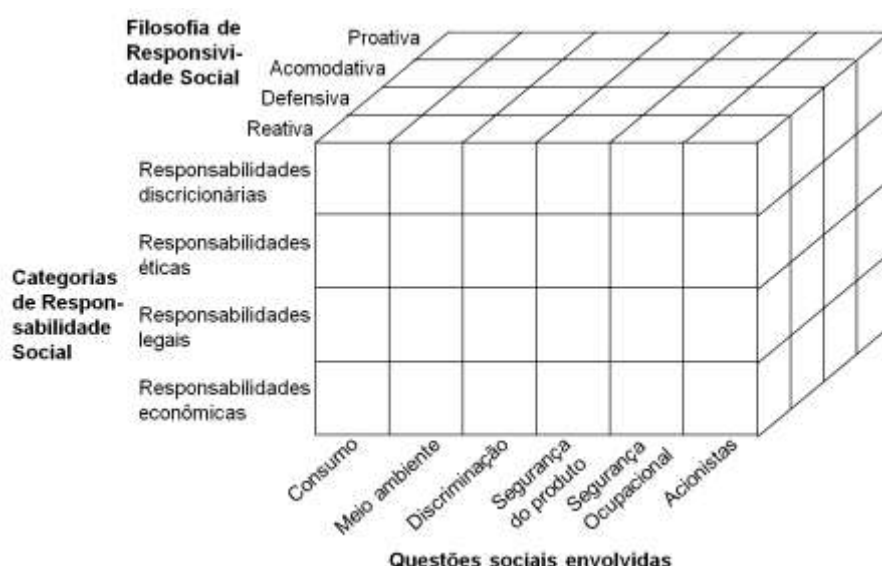 Filosofia de
Responsivi-
dade Social
Proativa
Acomodativa
Defensiva
Reativa
Categorias
de Respon-
sabilidade
Social
Responsabilidades
discricionárias
Responsabilidades
éticas
Responsabilidades
legais
Responsabilidades
econômicas
Consumo
Meio ambiente
Discriminação
Segurança
do produto
Segurança
Ocupacional
Acionistas
Questões sociais envolvidas